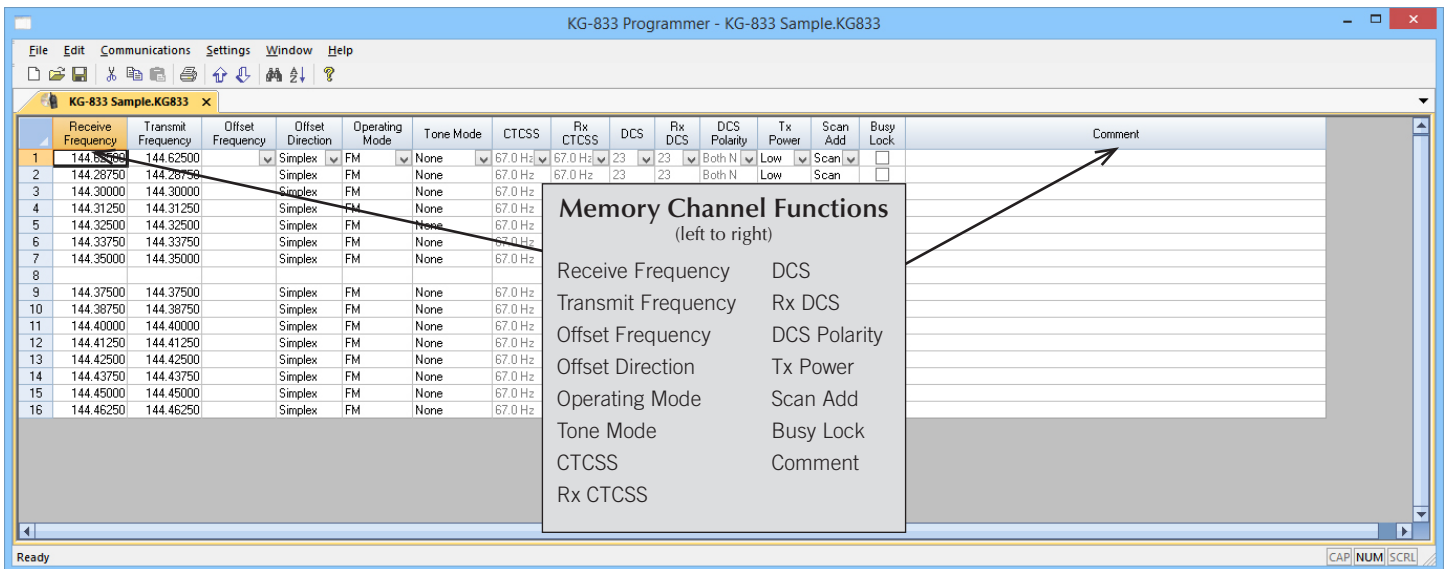 KG-833 Programmer - KG-833 Sample.KG833
File Edit Communications Settings Window Help
KG-833 Sample.KG833
Receive Frequency Transmit Frequency Offset Frequency Offset Direction Operating Mode Tone Mode CTCSS Rx CTCSS DCS Rx DCS DCS Polarity Tx Power Scan Add Busy Lock Comment
1 144.62500 144.62500 Simplex FM None 67.0 Hz 67.0 Hz 23 23 Both N Low Scan
2 144.28750 144.28750 Simplex FM None 67.0 Hz 67.0 Hz 23 23 Both N Low Scan
3 144.30000 144.30000 Simplex FM None 67.0 Hz
4 144.31250 144.31250 Simplex FM None 67.0 Hz
5 144.32500 144.32500 Simplex FM None 67.0 Hz
6 144.33750 144.33750 Simplex FM None 67.0 Hz
7 144.35000 144.35000 Simplex FM None 67.0 Hz
8
9 144.37500 144.37500 Simplex FM None 67.0 Hz
10 144.38750 144.38750 Simplex FM None 67.0 Hz
11 144.40000 144.40000 Simplex FM None 67.0 Hz
12 144.41250 144.41250 Simplex FM None 67.0 Hz
13 144.42500 144.42500 Simplex FM None 67.0 Hz
14 144.43750 144.43750 Simplex FM None 67.0 Hz
15 144.45000 144.45000 Simplex FM None 67.0 Hz
16 144.46250 144.46250 Simplex FM None 67.0 Hz
Memory Channel Functions
(left to right)
Receive Frequency DCS
Transmit Frequency Rx DCS
Offset Frequency DCS Polarity
Offset Direction Tx Power
Operating Mode Scan Add
Tone Mode Busy Lock
CTCSS Comment
Rx CTCSS
Ready CAP NUM SCRL